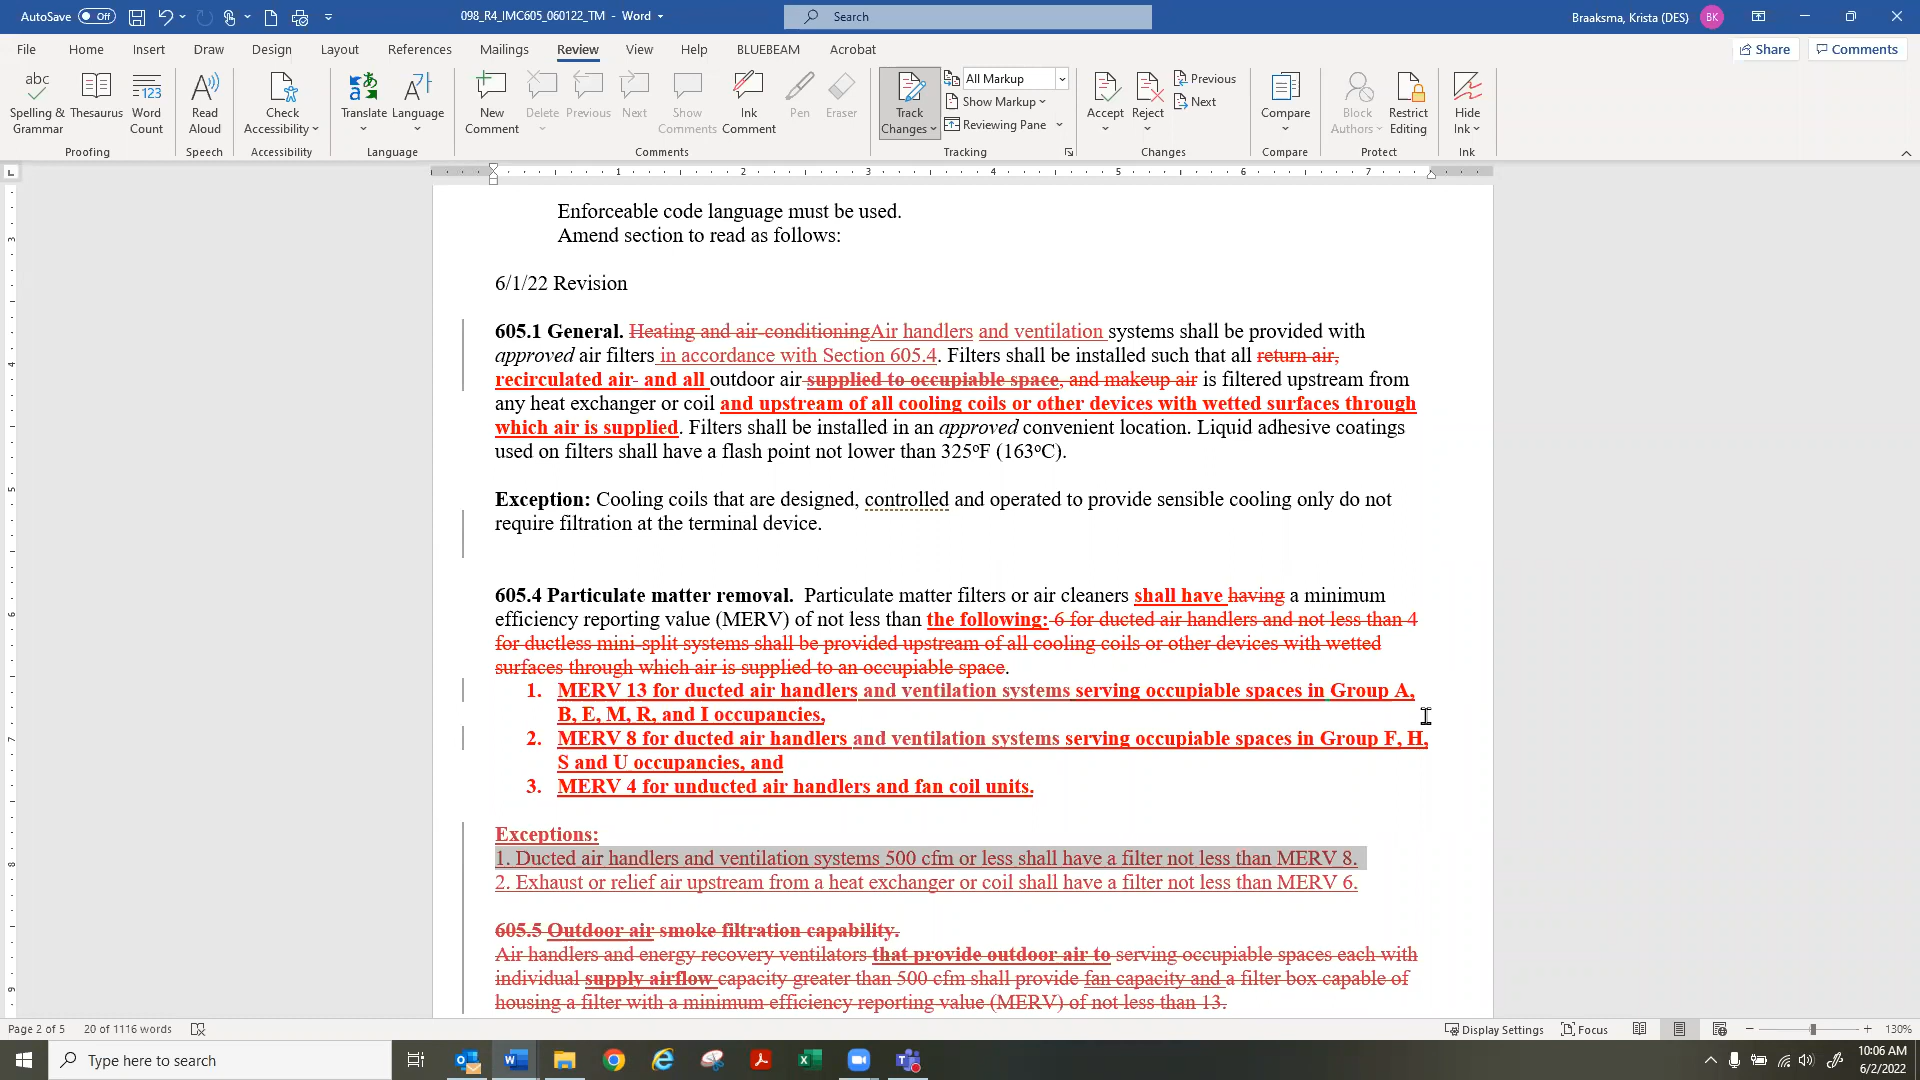 AutoSave Off 098_R4_IMC605_060122_TM - Word Search Braaksma, Krista (DES) BK
File Home Insert Draw Design Layout References Mailings Review View Help BLUEBEAM Acrobat Share Comments
Spelling & Grammar Thesaurus Word Count Read Aloud Check Accessibility Translate Language New Comment Delete Previous Next Show Comments Ink Comment Pen Eraser Track Changes All Markup Show Markup Reviewing Pane Accept Reject Previous Next Compare Block Authors Restrict Editing Hide Ink
Proofing Speech Accessibility Language Comments Tracking Changes Compare Protect Ink
1 2 3 4 5 6 7
Enforceable code language must be used.
Amend section to read as follows:
6/1/22 Revision
605.1 General. Heating and air-conditioningAir handlers and ventilation systems shall be provided with
approved air filters in accordance with Section 605.4. Filters shall be installed such that all return air,
recirculated air- and all outdoor air supplied to occupiable space, and makeup air is filtered upstream from
any heat exchanger or coil and upstream of all cooling coils or other devices with wetted surfaces through
which air is supplied. Filters shall be installed in an approved convenient location. Liquid adhesive coatings
used on filters shall have a flash point not lower than 325ºF (163ºC).
Exception: Cooling coils that are designed, controlled and operated to provide sensible cooling only do not
require filtration at the terminal device.
605.4 Particulate matter removal. Particulate matter filters or air cleaners shall have having a minimum
efficiency reporting value (MERV) of not less than the following: 6 for ducted air handlers and not less than 4
for ductless mini-split systems shall be provided upstream of all cooling coils or other devices with wetted
surfaces through which air is supplied to an occupiable space.
1. MERV 13 for ducted air handlers and ventilation systems serving occupiable spaces in Group A,
B, E, M, R, and I occupancies,
2. MERV 8 for ducted air handlers and ventilation systems serving occupiable spaces in Group F, H,
S and U occupancies, and
3. MERV 4 for unducted air handlers and fan coil units.
Exceptions:
1. Ducted air handlers and ventilation systems 500 cfm or less shall have a filter not less than MERV 8.
2. Exhaust or relief air upstream from a heat exchanger or coil shall have a filter not less than MERV 6.
605.5 Outdoor air smoke filtration capability.
Air handlers and energy recovery ventilators that provide outdoor air to serving occupiable spaces each with
individual supply airflow capacity greater than 500 cfm shall provide fan capacity and a filter box capable of
housing a filter with a minimum efficiency reporting value (MERV) of not less than 13.
Page 2 of 5 20 of 1116 words Display Settings Focus 130%
Type here to search 10:06 AM
6/2/2022